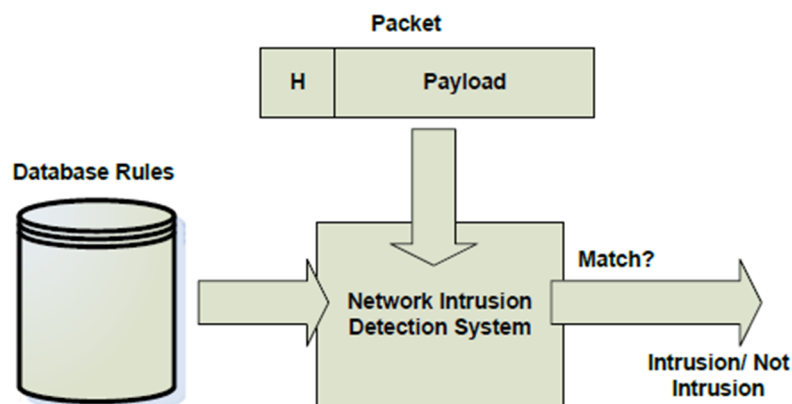 Packet
H
Payload
Database Rules
Match?
Network Intrusion
Detection System
Intrusion/ Not
Intrusion